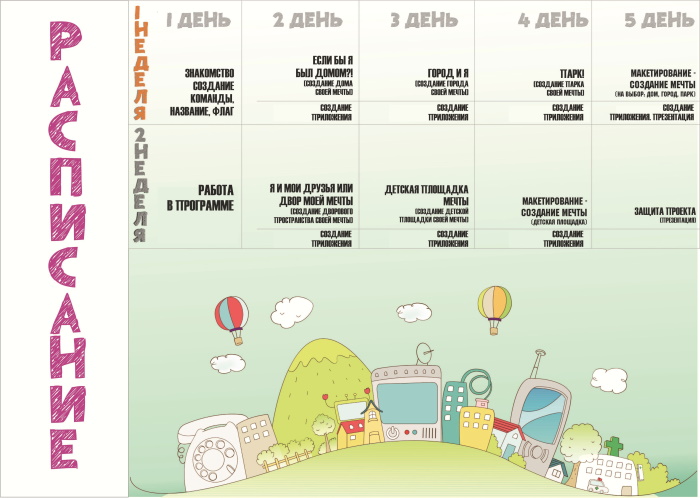 РАСПИСАНИЕ
1 НЕДЕЛЯ
1 ДЕНЬ
2 ДЕНЬ
3 ДЕНЬ
4 ДЕНЬ
5 ДЕНЬ
ЗНАКОМСТВО
СОЗДАНИЕ
КОМАНДЫ,
НАЗВАНИЕ, ФЛАГ
ЕСЛИ БЫ Я
БЫЛ ДОМОМ?!
(СОЗДАНИЕ ДОМА
СВОЕЙ МЕЧТЫ)
СОЗДАНИЕ
ПРИЛОЖЕНИЯ
ГОРОД И Я
(СОЗДАНИЕ ГОРОДА
СВОЕЙ МЕЧТЫ)
СОЗДАНИЕ
ПРИЛОЖЕНИЯ
ПАРК!
(СОЗДАНИЕ ПАРКА
СВОЕЙ МЕЧТЫ)
СОЗДАНИЕ
ПРИЛОЖЕНИЯ
МАКЕТИРОВАНИЕ -
СОЗДАНИЕ МЕЧТЫ
(НА ВЫБОР: ДОМ, ГОРОД, ПАРК)
СОЗДАНИЕ
ПРИЛОЖЕНИЯ. ПРЕЗЕНТАЦИЯ
2 НЕДЕЛЯ
РАБОТА
В ПРОГРАММЕ
Я И МОИ ДРУЗЬЯ ИЛИ
ДВОР МОЕЙ МЕЧТЫ
(СОЗДАНИЕ ДВОРОВОГО
ПРОСТРАНСТВА СВОЕЙ МЕЧТЫ)
СОЗДАНИЕ
ПРИЛОЖЕНИЯ
ДЕТСКАЯ ПЛОЩАДКА
МЕЧТЫ
(СОЗДАНИЕ ДЕТСКОЙ
ПЛОЩАДКИ СВОЕЙ МЕЧТЫ)
СОЗДАНИЕ
ПРИЛОЖЕНИЯ
МАКЕТИРОВАНИЕ -
СОЗДАНИЕ МЕЧТЫ
(ДЕТСКАЯ ПЛОЩАДКА)
СОЗДАНИЕ
ПРИЛОЖЕНИЯ
ЗАЩИТА ПРОЕКТА
(ПРЕЗЕНТАЦИЯ)